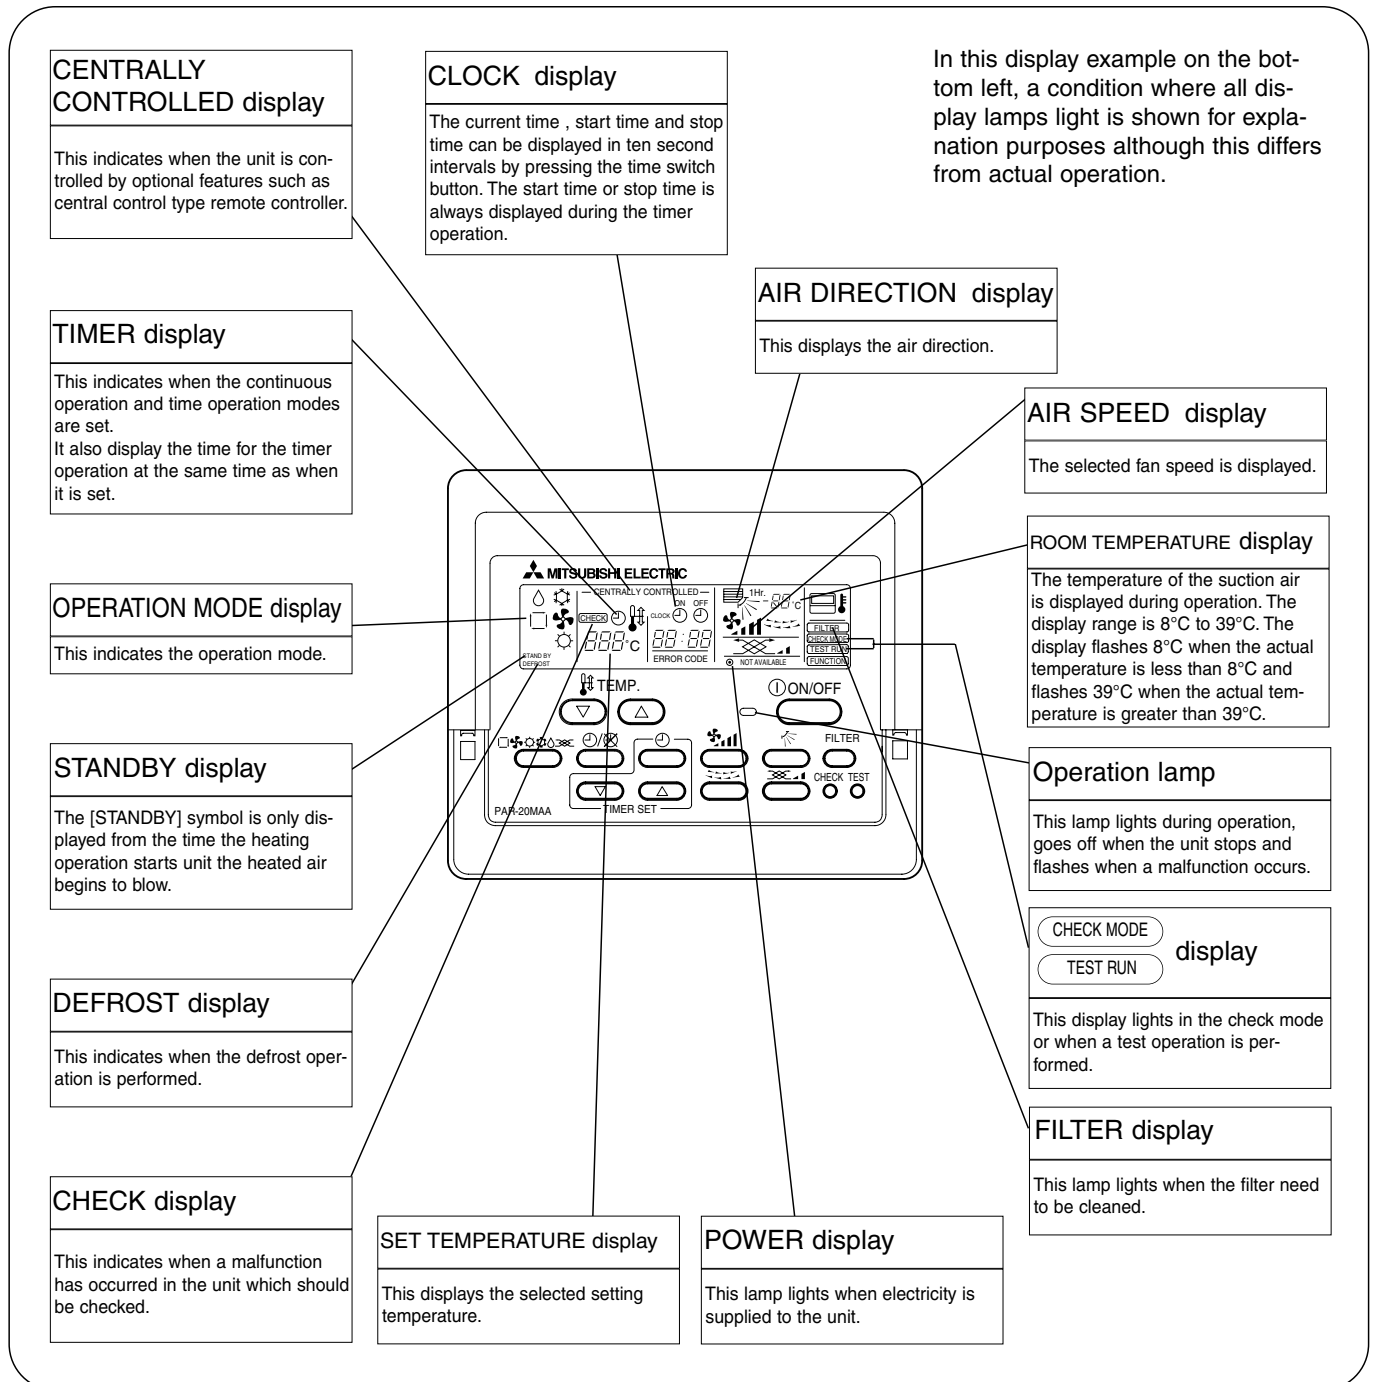 CENTRALLY
CONTROLLED display
This indicates when the unit is con-
trolled by optional features such as
central control type remote controller.
CLOCK display
The current time , start time and stop
time can be displayed in ten second
intervals by pressing the time switch
button. The start time or stop time is
always displayed during the timer
operation.
In this display example on the bot-
tom left, a condition where all dis-
play lamps light is shown for expla-
nation purposes although this differs
from actual operation.
TIMER display
This indicates when the continuous
operation and time operation modes
are set.
It also display the time for the timer
operation at the same time as when
it is set.
AIR DIRECTION display
This displays the air direction.
AIR SPEED display
The selected fan speed is displayed.
ROOM TEMPERATURE display
The temperature of the suction air
is displayed during operation. The
display range is 8°C to 39°C. The
display flashes 8°C when the actual
temperature is less than 8°C and
flashes 39°C when the actual tem-
perature is greater than 39°C.
OPERATION MODE display
This indicates the operation mode.
MITSUBISHI ELECTRIC
CENTRALLY CONTROLLED
ON OFF
1Hr.
88°C
CHECK
CLOCK
888°C
88:88
ERROR CODE
STAND BY
DEFROST
NOT AVAILABLE
FILTER
CHECK MODE
TEST RUN
FUNCTION
TEMP.
ON/OFF
FILTER
CHECK TEST
PAR-20MAA
TIMER SET
STANDBY display
The [STANDBY] symbol is only dis-
played from the time the heating
operation starts unit the heated air
begins to blow.
Operation lamp
This lamp lights during operation,
goes off when the unit stops and
flashes when a malfunction occurs.
CHECK MODE
TEST RUN
display
This display lights in the check mode
or when a test operation is per-
formed.
DEFROST display
This indicates when the defrost oper-
ation is performed.
FILTER display
This lamp lights when the filter need
to be cleaned.
CHECK display
This indicates when a malfunction
has occurred in the unit which should
be checked.
SET TEMPERATURE display
This displays the selected setting
temperature.
POWER display
This lamp lights when electricity is
supplied to the unit.